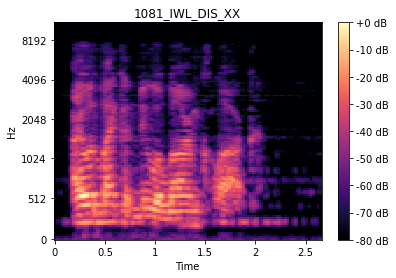 1081_IWL_DIS_XX
8192
4096
2048
1024
512
0
Hz
0
0.5
1
1.5
2
2.5
Time
+0 dB
-10 dB
-20 dB
-30 dB
-40 dB
-50 dB
-60 dB
-70 dB
-80 dB